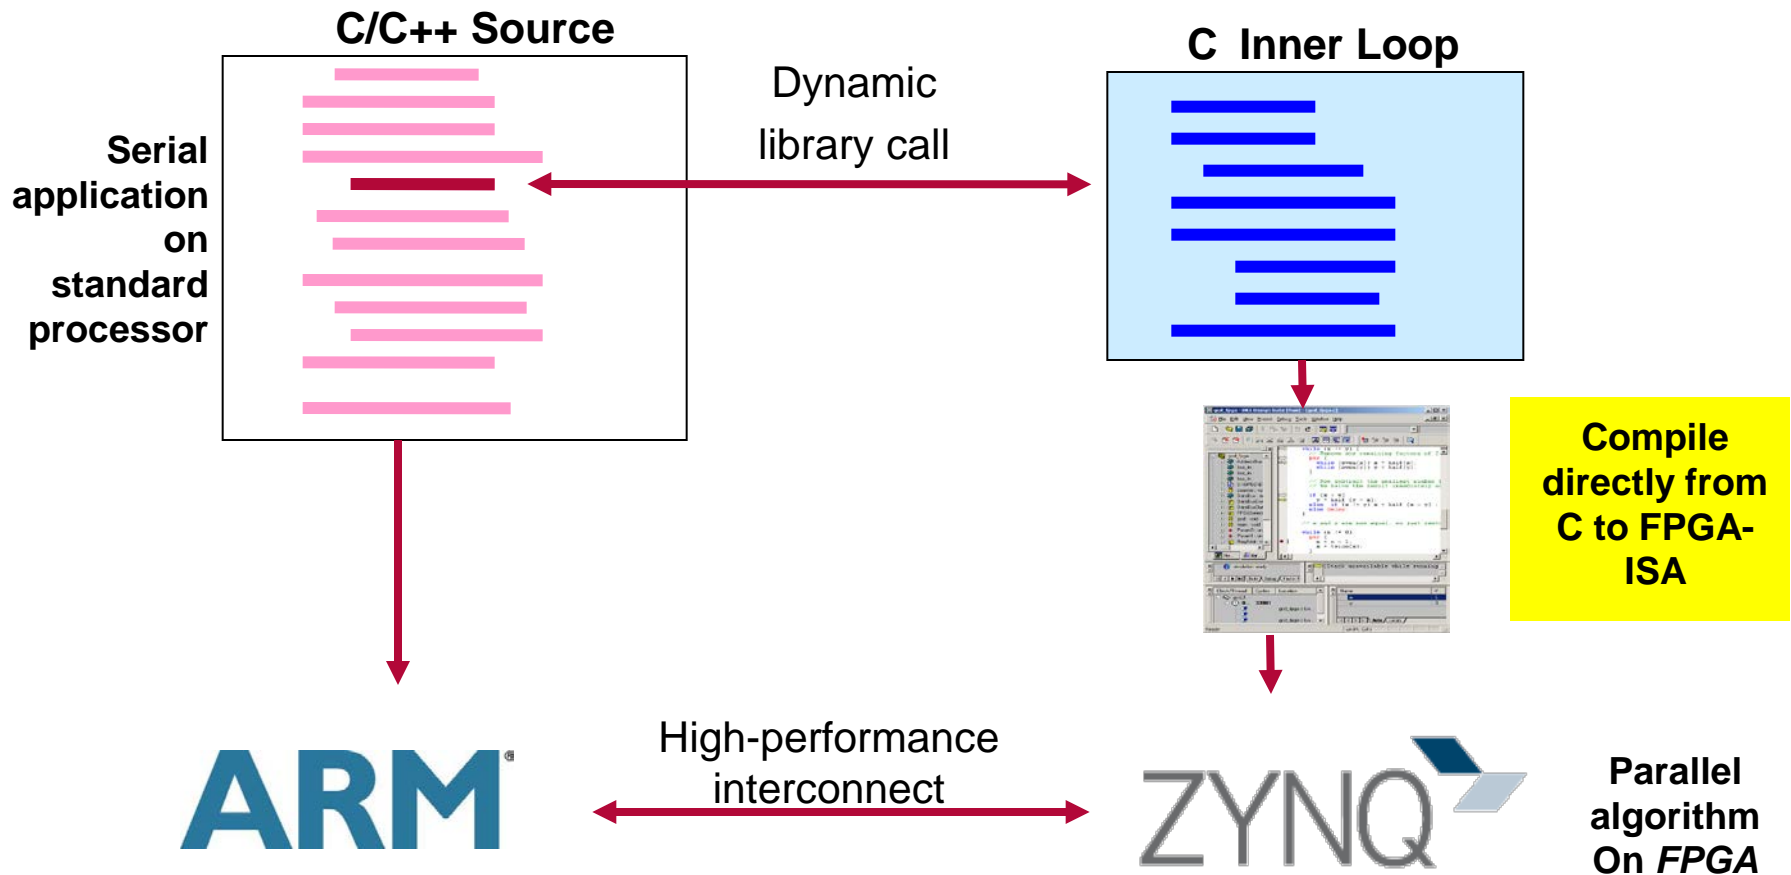 C/C++ Source
C Inner Loop
Dynamic
library call
Serial
application
on
standard
processor
Compile
directly from
C to FPGA-
ISA
High-performance
interconnect
ARM®
ZYNQ
Parallel
algorithm
On FPGA